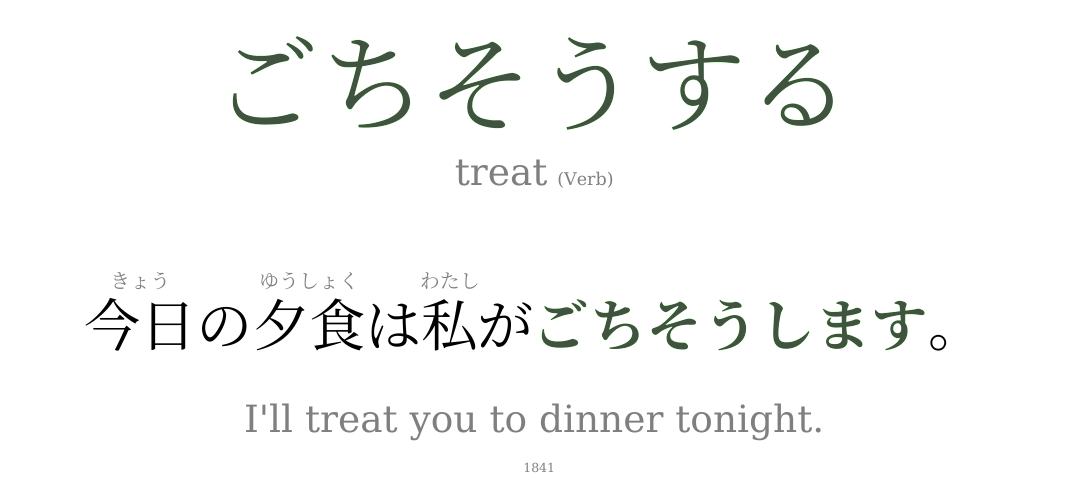 ごちそうする
treat (Verb)
きょう ゆうしょく わたし
今日の夕食は私がごちそうします。
I'll treat you to dinner tonight.
1841